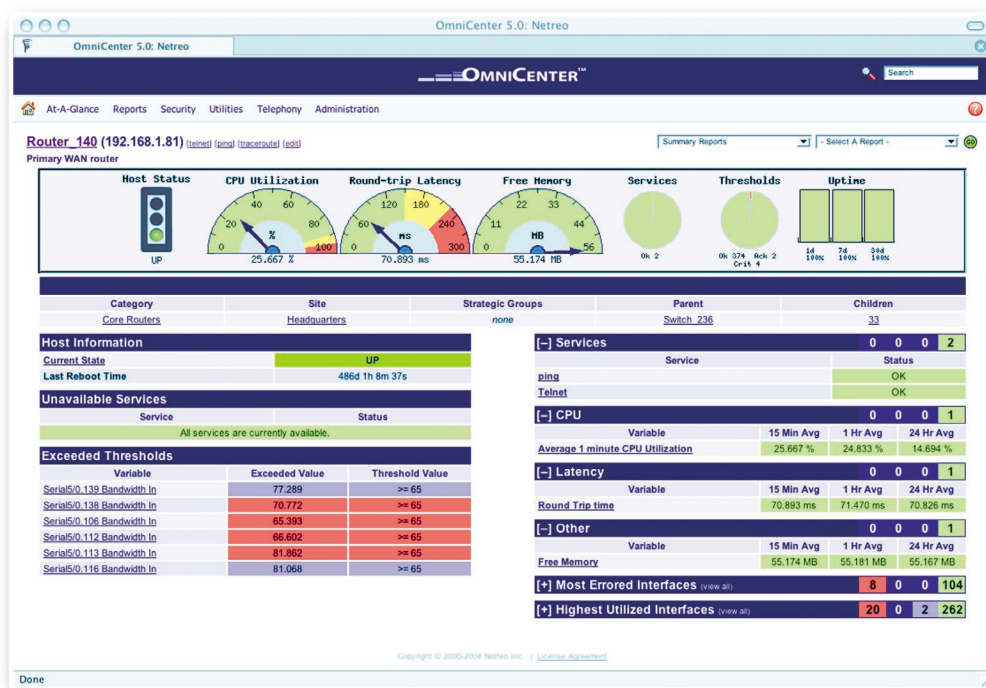 OmniCenter 5.0: Netreo
OmniCenter 5.0: Netreo
OMNICENTER™
Search
At-A-Glance Reports Security Utilities Telephony Administration
Router_140 (192.168.1.81) [telnet] [ping] [traceroute] [edit]
Summary Reports - Select A Report - GO
Primary WAN router
Host Status CPU Utilization Round-trip Latency Free Memory Services Thresholds Uptime
0 20 40 60 80 100 %
0 60 120 180 240 300 ms
0 11 22 33 44 56 MB
UP 25.667 % 70.893 ms 55.174 MB
Ok 2
Ok 374 Ack 2
Crit 4
1d 7d 30d
100% 100% 100%
Category Site Strategic Groups Parent Children
Core Routers Headquarters none Switch_236 33
Host Information
Current State UP
Last Reboot Time 486d 1h 8m 37s
Unavailable Services
Service Status
All services are currently available.
Exceeded Thresholds
Variable Exceeded Value Threshold Value
Serial5/0.139 Bandwidth In 77.289 >= 65
Serial5/0.138 Bandwidth In 70.772 >= 65
Serial5/0.106 Bandwidth In 65.393 >= 65
Serial5/0.112 Bandwidth In 66.602 >= 65
Serial5/0.113 Bandwidth In 81.862 >= 65
Serial5/0.116 Bandwidth In 81.068 >= 65
[–] Services 0 0 0 2
Service Status
ping OK
Telnet OK
[–] CPU 0 0 0 1
Variable 15 Min Avg 1 Hr Avg 24 Hr Avg
Average 1 minute CPU Utilization 25.667 % 24.833 % 14.694 %
[–] Latency 0 0 0 1
Variable 15 Min Avg 1 Hr Avg 24 Hr Avg
Round Trip time 70.893 ms 71.470 ms 70.826 ms
[–] Other 0 0 0 1
Variable 15 Min Avg 1 Hr Avg 24 Hr Avg
Free Memory 55.174 MB 55.181 MB 55.167 MB
[+] Most Errored Interfaces (view all) 8 0 0 104
[+] Highest Utilized Interfaces (view all) 20 0 2 262
Copyright © 2000-2004 Netreo Inc. | License Agreement
Done